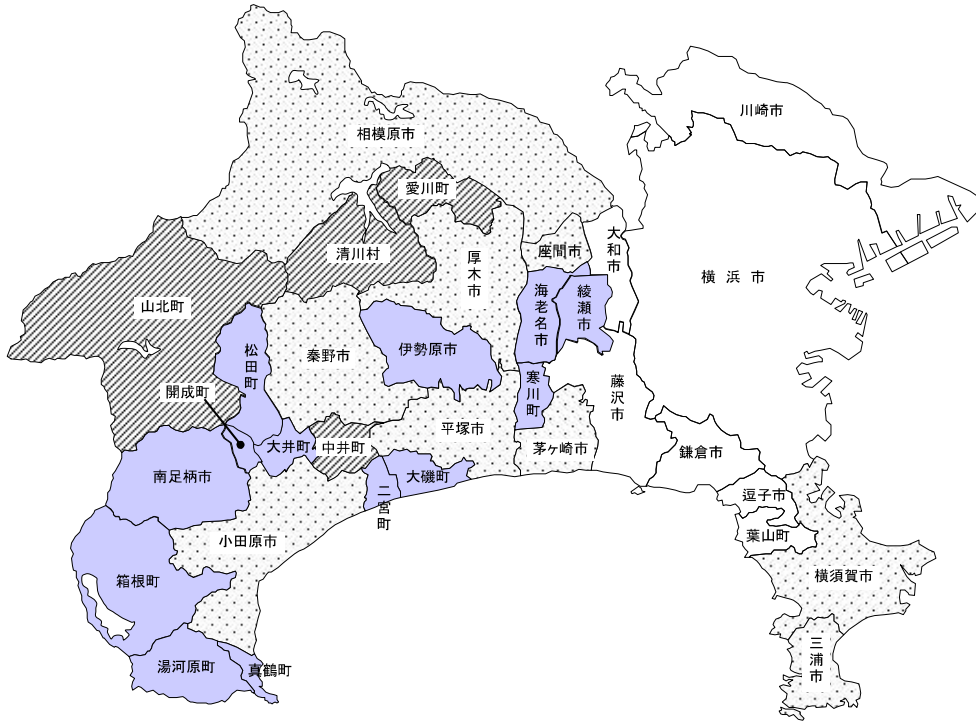 川崎市
相模原市
愛川町
大和市
座間市
清川村
厚木市
横浜市
海老名市
綾瀬市
山北町
松田町
秦野市
伊勢原市
寒川町
藤沢市
開成町
平塚市
大井町
中井町
茅ヶ崎市
鎌倉市
南足柄市
大磯町
二宮町
逗子市
葉山町
小田原市
箱根町
横須賀市
湯河原町
真鶴町
三浦市